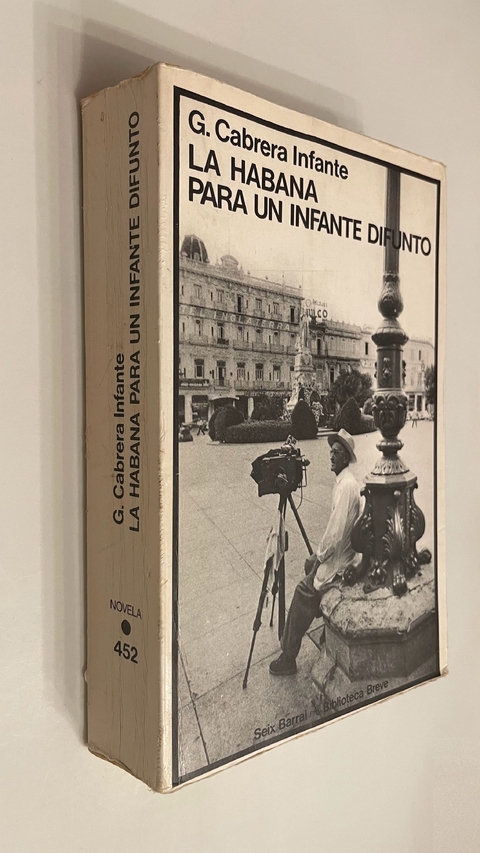 G. Cabrera Infante
LA HABANA
PARA UN INFANTE DIFUNTO
INGLATERRA
Seix Barral - Biblioteca Breve
G. Cabrera Infante
LA HABANA PARA UN INFANTE DIFUNTO
NOVELA
452